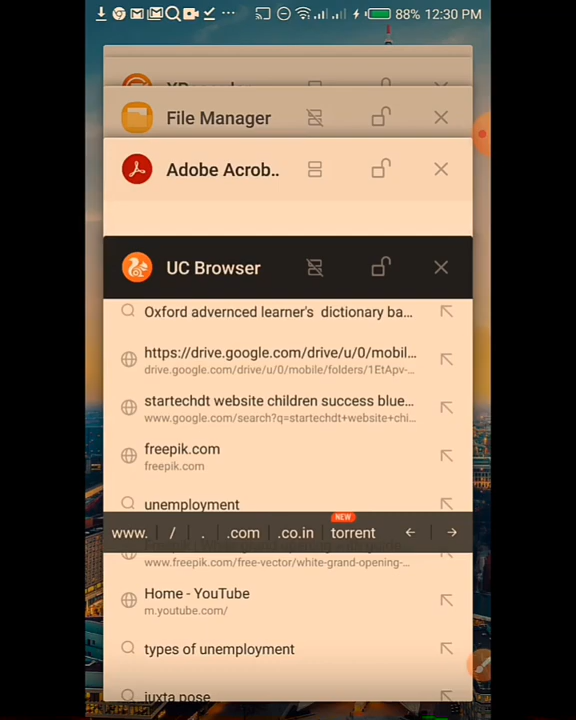 88% 12:30 PM
File Manager
Adobe Acrob..
UC Browser
Oxford advernced learner's dictionary ba...
https://drive.google.com/drive/u/0/mobil...
drive.google.com/drive/u/0/mobile/folders/1EtApv-...
startechdt website children success blue...
www.google.com/search?q=startechdt+website+chi...
freepik.com
freepik.com
unemployment
NEW
www. / . .com .co.in torrent
www.freepik.com/free-vector/white-grand-opening-...
Home - YouTube
m.youtube.com/
types of unemployment
juxta pose